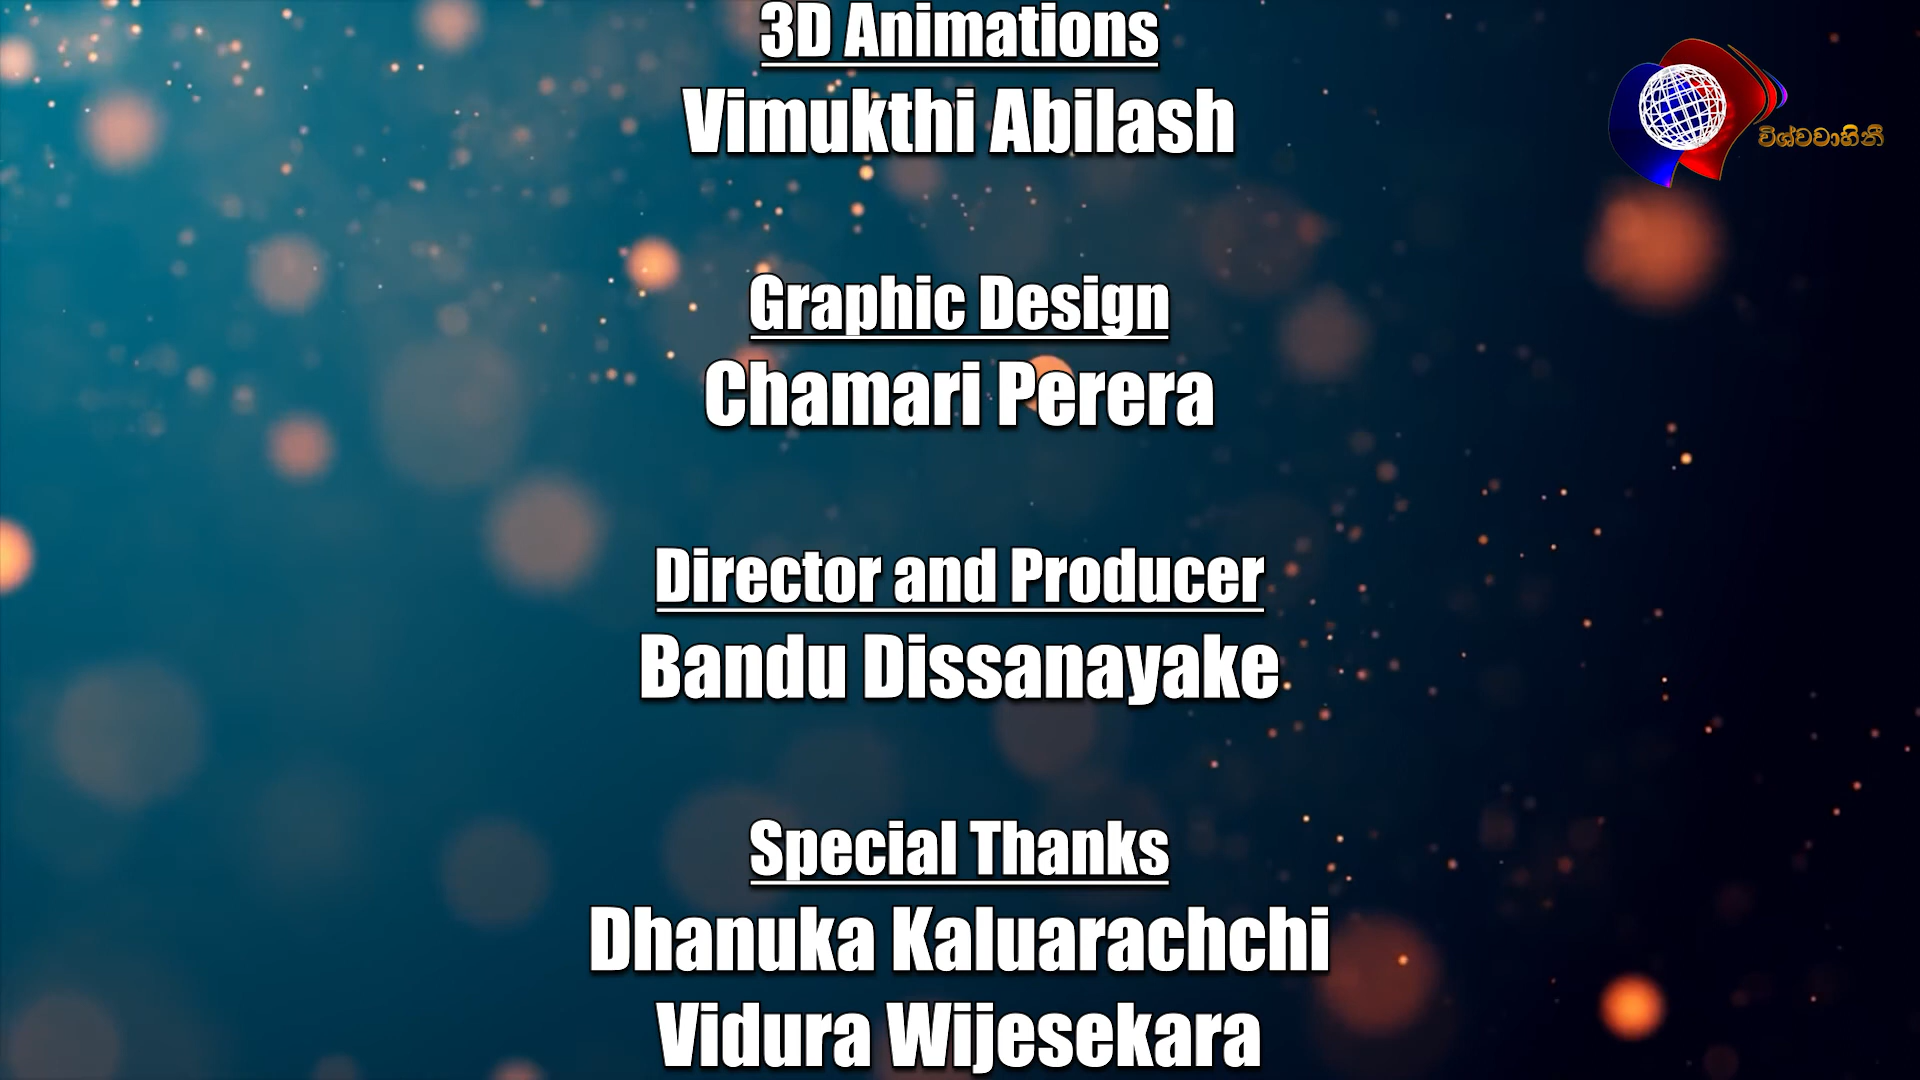 3D Animations
Vimukthi Abilash
විශ්වවාහිනී
Graphic Design
Chamari Perera
Director and Producer
Bandu Dissanayake
Special Thanks
Dhanuka Kaluarachchi
Vidura Wijesekara